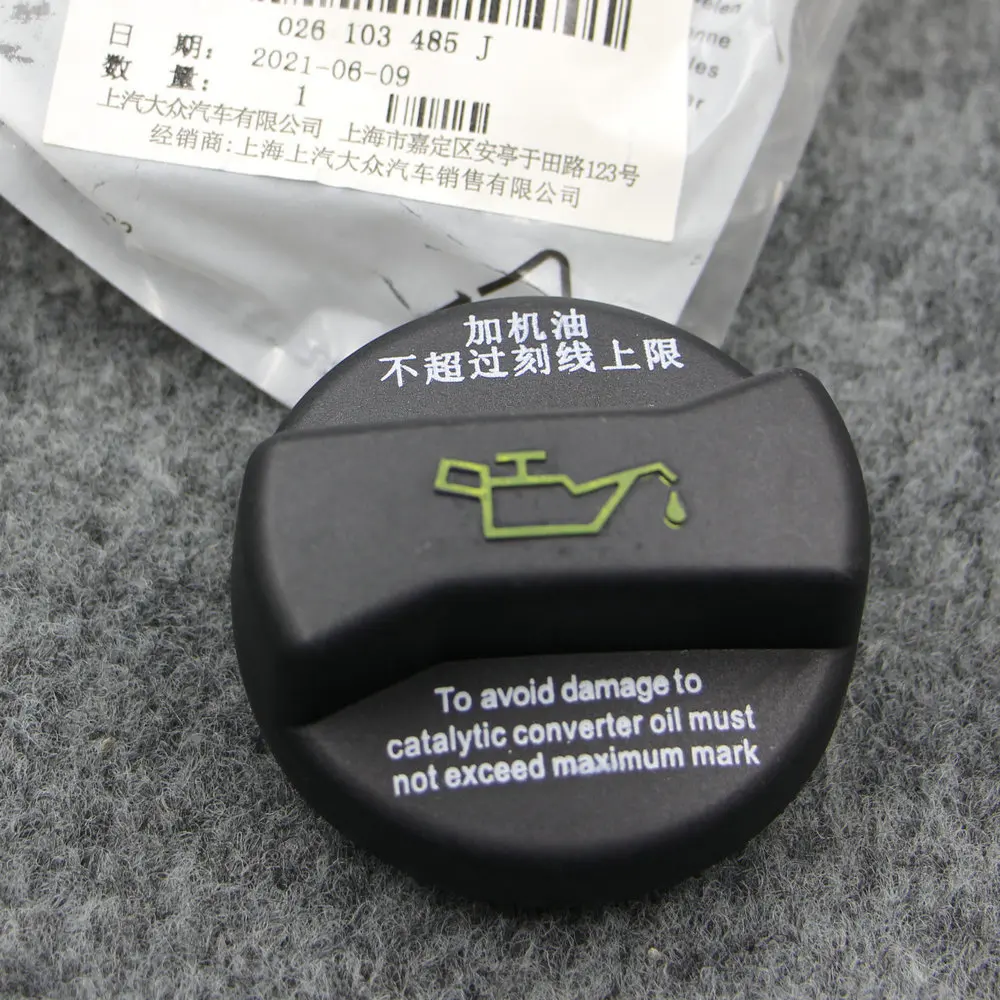 026 103 485 J
日 期: 2021-06-09
数 量: 1
上汽大众汽车有限公司 上海市嘉定区安亭于田路123号
经销商:上海上汽大众汽车销售有限公司
加机油
不超过刻线上限
To avoid damage to
catalytic converter oil must
not exceed maximum mark